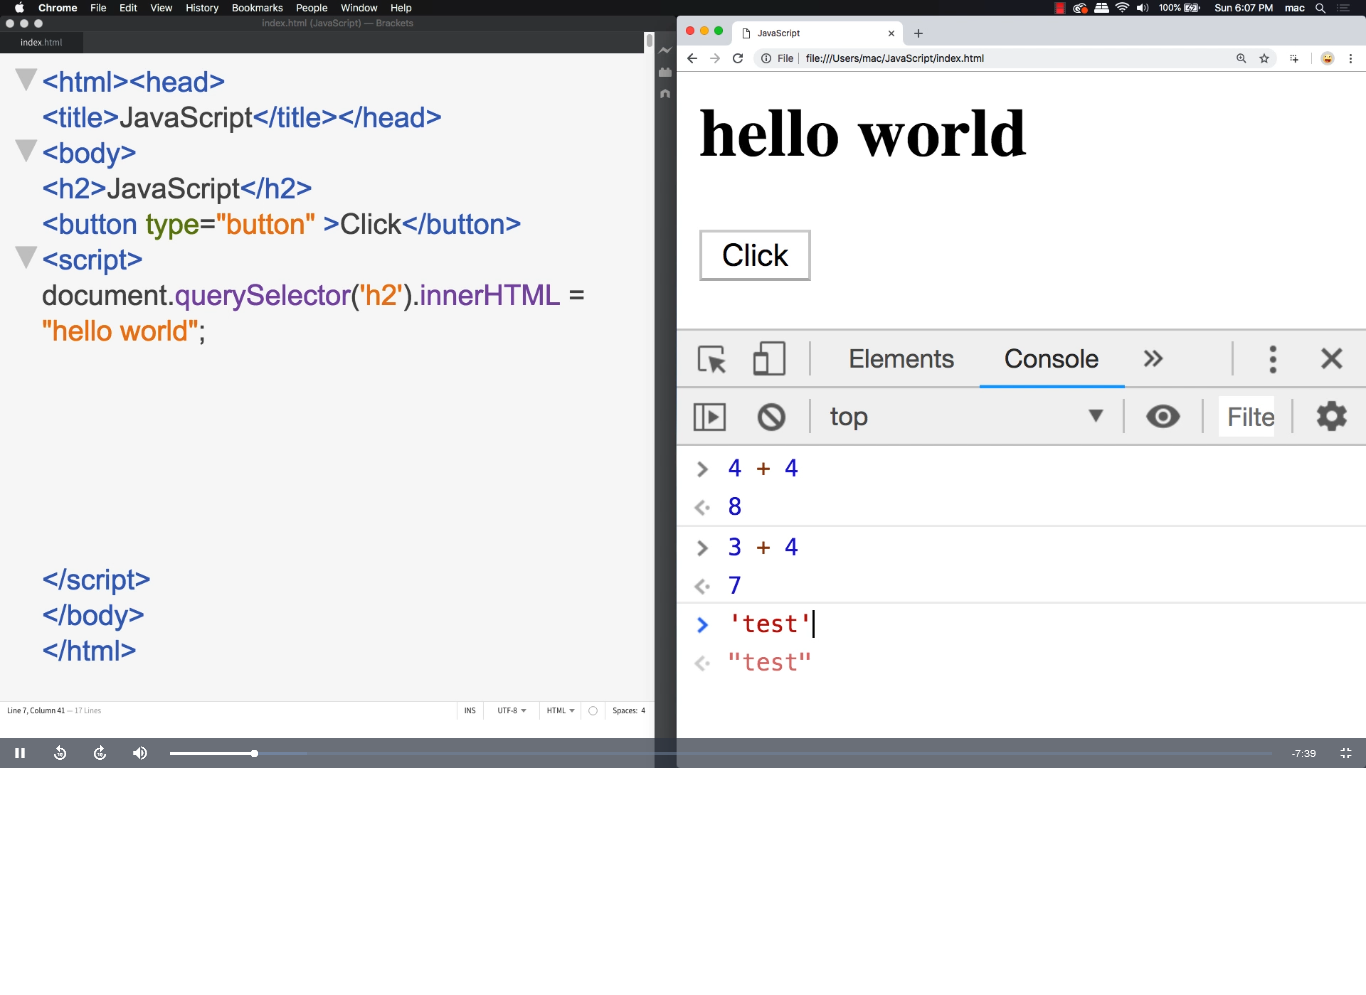 Chrome File Edit View History Bookmarks People Window Help
100% Sun 6:07 PM mac
index.html (JavaScript) — Brackets
index.html
<html><head>
<title>JavaScript</title></head>
<body>
<h2>JavaScript</h2>
<button type="button" >Click</button>
<script>
document.querySelector('h2').innerHTML =
"hello world";
</script>
</body>
</html>
Line 7, Column 41 — 17 Lines
INS UTF-8 HTML Spaces: 4
JavaScript
File file:///Users/mac/JavaScript/index.html
hello world
Click
Elements Console
top Filte
> 4 + 4
8
> 3 + 4
7
> 'test'
"test"
-7:39